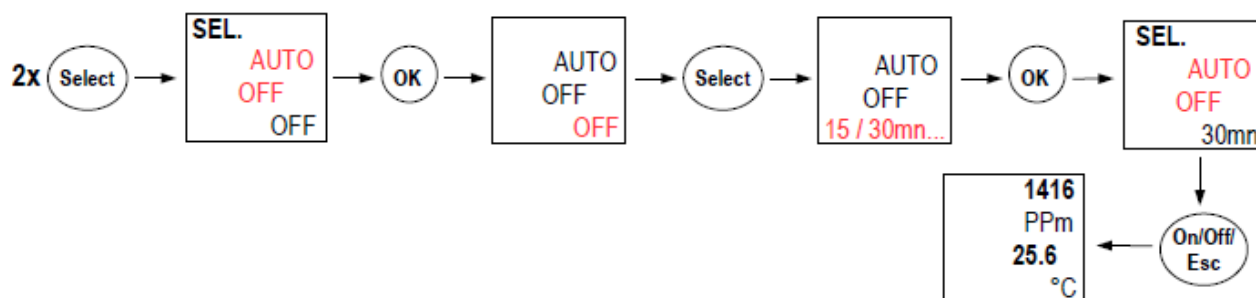 2x
Select
SEL.
AUTO
OFF
OFF
OK
AUTO
OFF
OFF
Select
AUTO
OFF
15 / 30mn...
OK
SEL.
AUTO
OFF
30mn
On/Off/
Esc
1416
PPm
25.6
°C